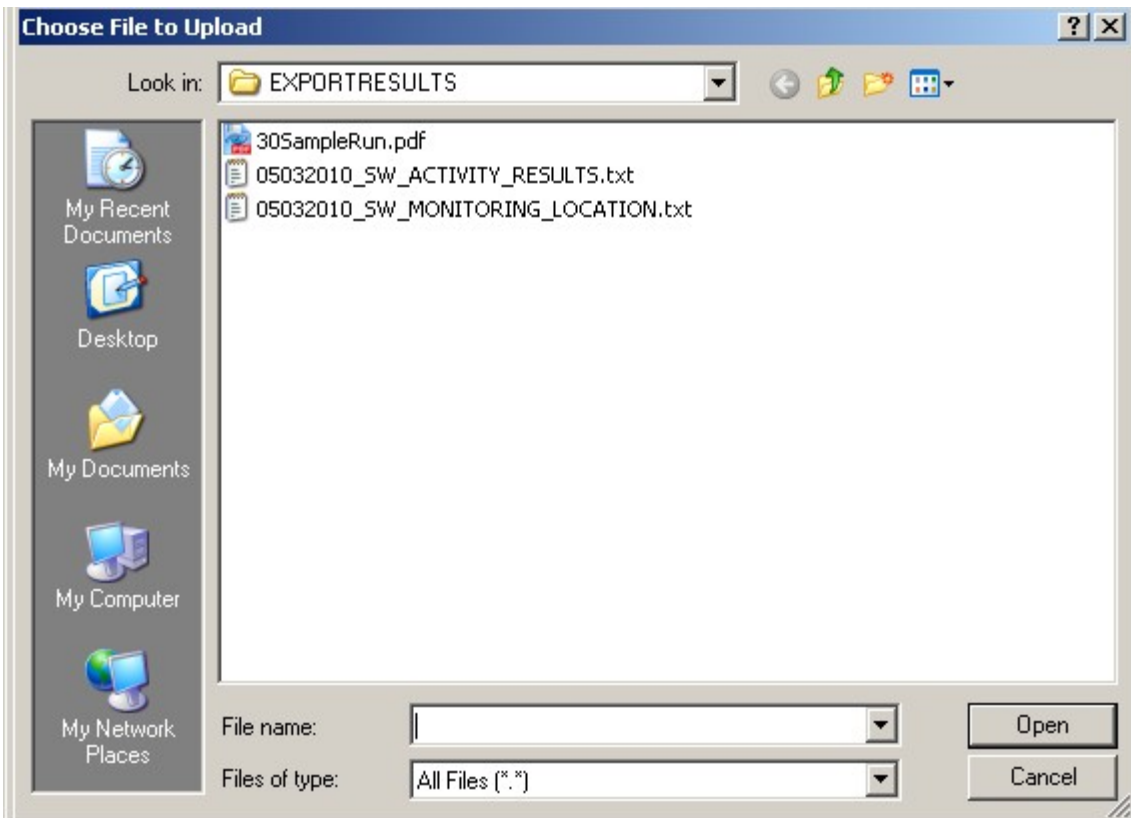 Choose File to Upload
?
Look in:
EXPORTRESULTS
30SampleRun.pdf
05032010_SW_ACTIVITY_RESULTS.txt
05032010_SW_MONITORING_LOCATION.txt
My Recent
Documents
Desktop
My Documents
My Computer
My Network
Places
File name:
Open
Files of type:
All Files (*.*)
Cancel